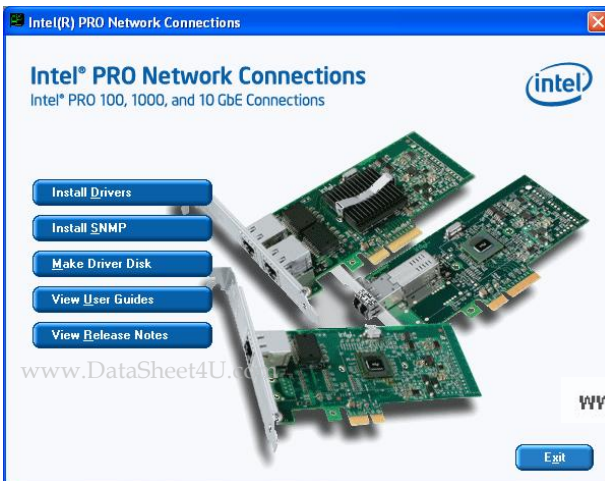 Intel(R) PRO Network Connections
Intel® PRO Network Connections
Intel® PRO 100, 1000, and 10 GbE Connections
intel®
Install Drivers
Install SNMP
Make Driver Disk
View User Guides
View Release Notes
www.DataSheet4U.com
Exit